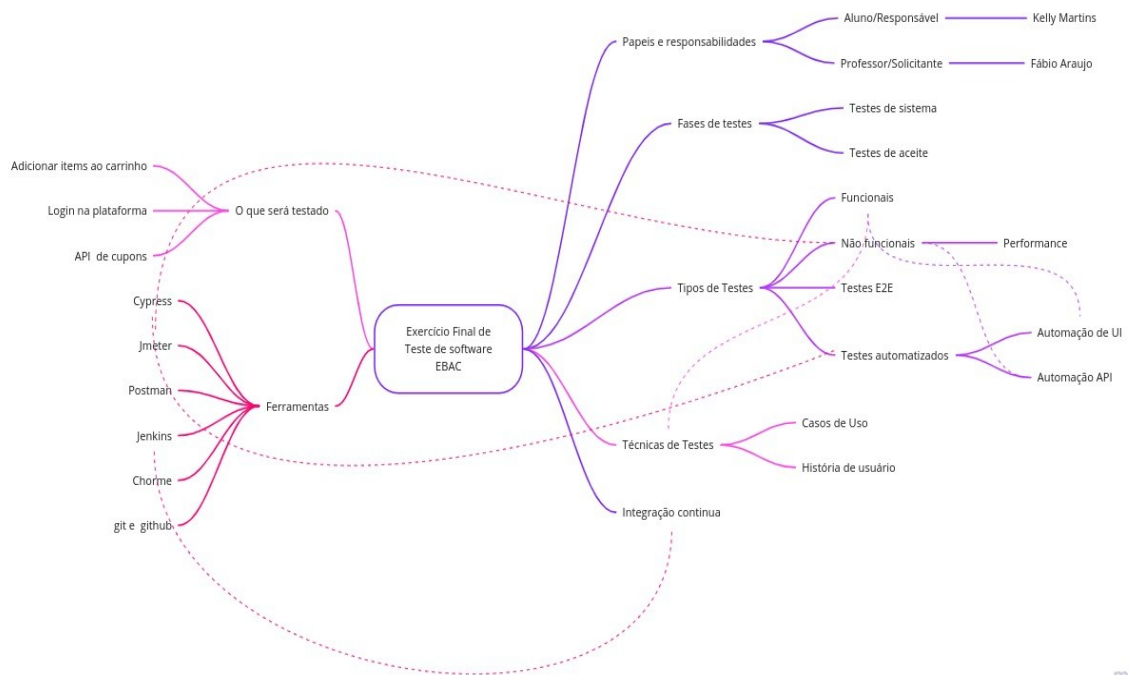 Exercício Final de
Teste de software
EBAC
Papeis e responsabilidades
Aluno/Responsável
Kelly Martins
Professor/Solicitante
Fábio Araujo
Fases de testes
Testes de sistema
Testes de aceite
Tipos de Testes
Funcionais
Não funcionais
Performance
Testes E2E
Testes automatizados
Automação de UI
Automação API
Técnicas de Testes
Casos de Uso
História de usuário
Integração continua
O que será testado
Adicionar items ao carrinho
Login na plataforma
API de cupons
Ferramentas
Cypress
Jmeter
Postman
Jenkins
Chorme
git e github